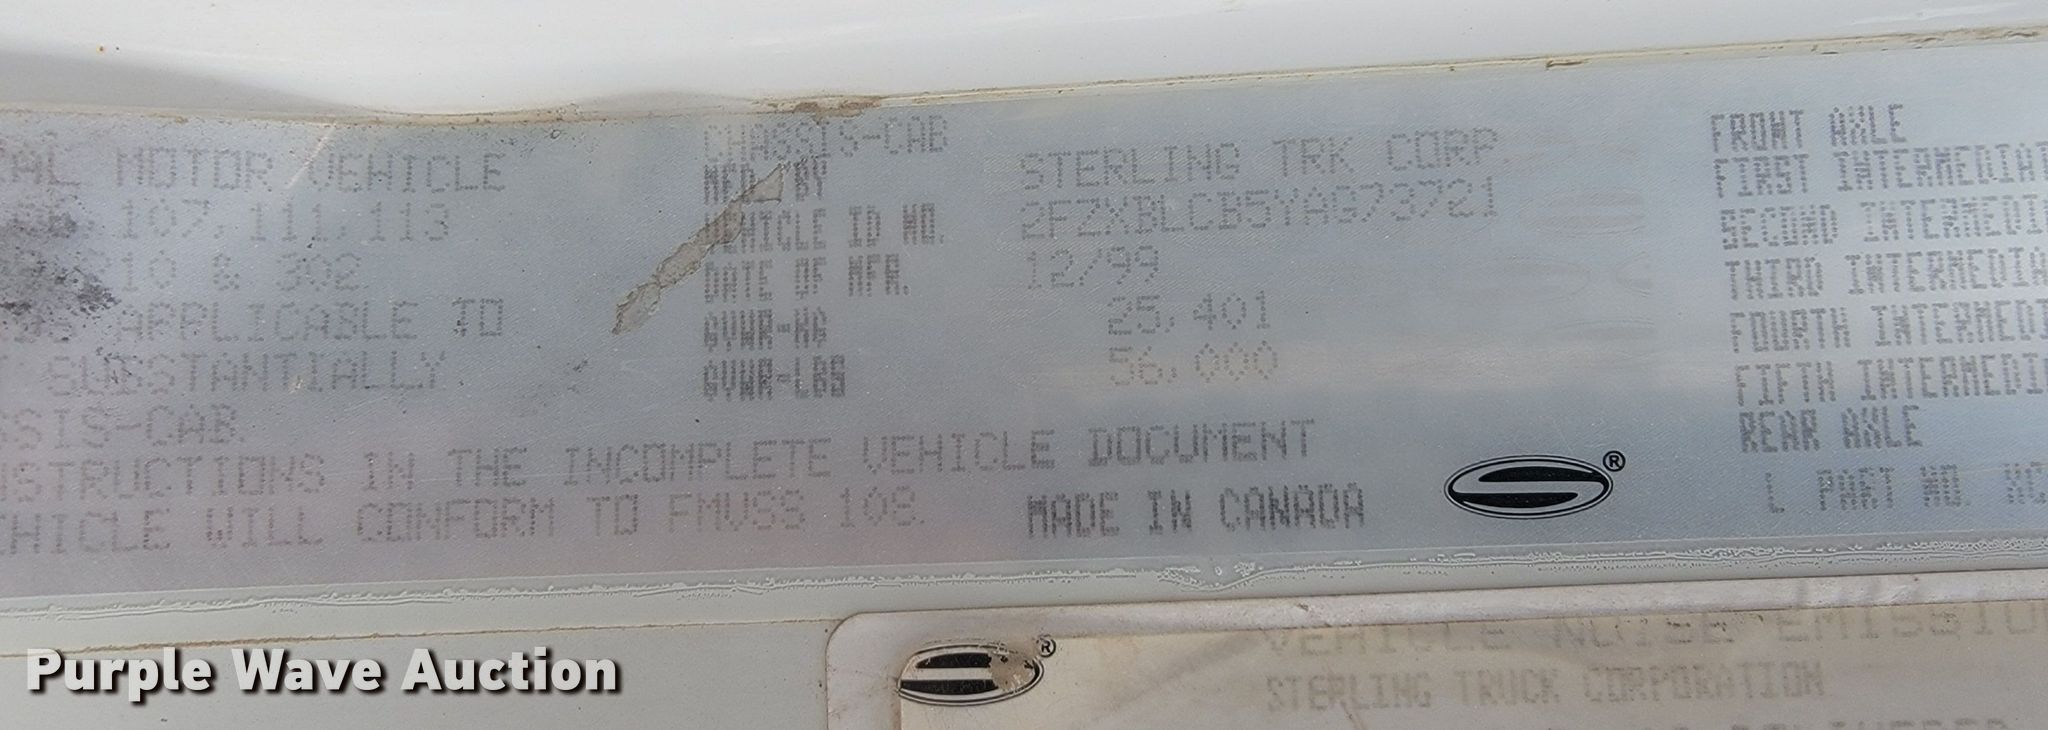 AL MOTOR VEHICLE
107, 111, 113
& 302
APPLICABLE TO
SUBSTANTIALLY
SSIS-CAB.
NSTRUCTIONS IN THE INCOMPLETE VEHICLE DOCUMENT
HICLE WILL CONFORM TO FMVSS 108.
CHASSIS-CAB
MFD BY STERLING TRK CORP
VEHICLE ID NO. 2FZXBLCB5YAG73721
DATE OF MFR. 12/99
GVWR-KG 25,401
GVWR-LBS 56,000
MADE IN CANADA
®
FRONT AXLE
FIRST INTERMEDIAT
SECOND INTERMEDI
THIRD INTERMEDIA
FOURTH INTERMEDI
FIFTH INTERMEDI
REAR AXLE
PART NO.
®
VEHICLE NOISE EMISSIO
STERLING TRUCK CORPORATION
Purple Wave Auction